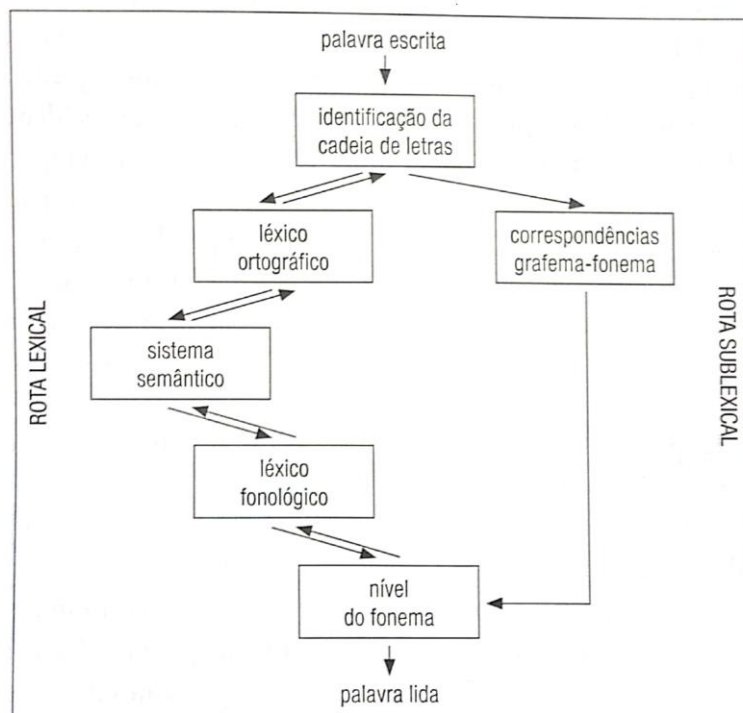 palavra escrita
identificação da
cadeia de letras
léxico
ortográfico
correspondências
grafema-fonema
ROTA LEXICAL
sistema
semântico
ROTA SUBLEXICAL
léxico
fonológico
nível
do fonema
palavra lida